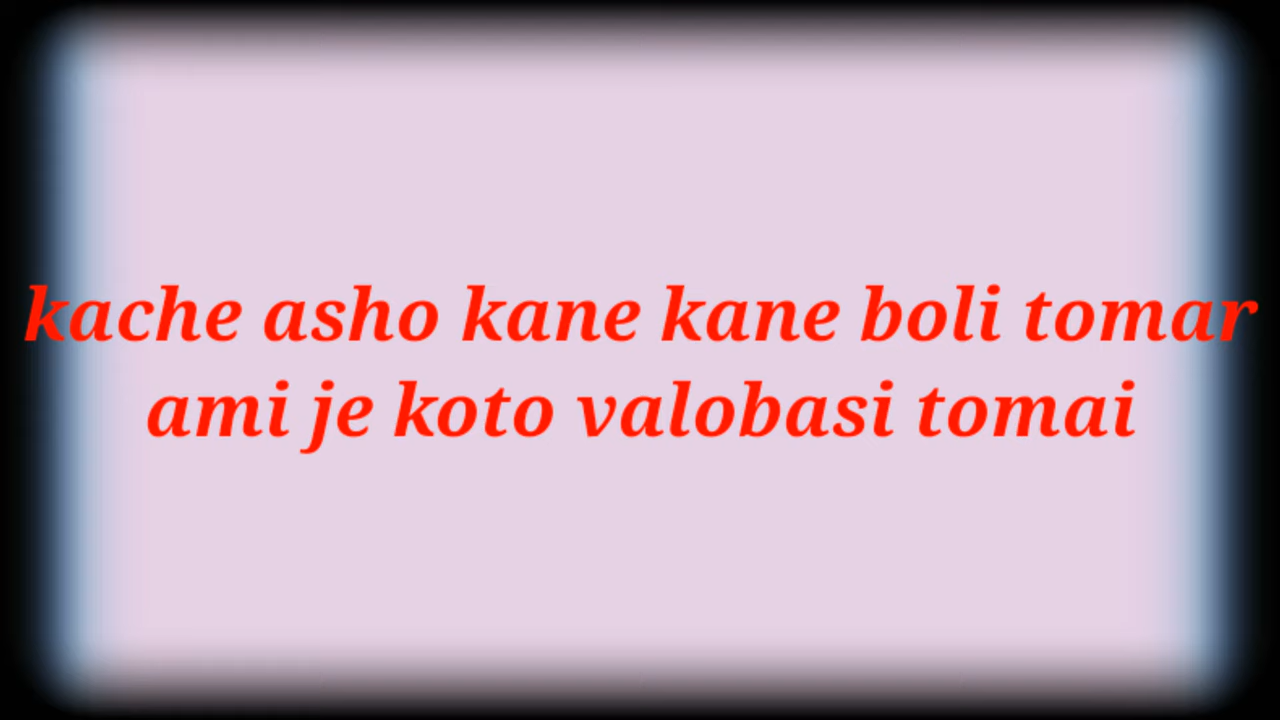 kache asho kane kane boli tomar
ami je koto valobasi tomai